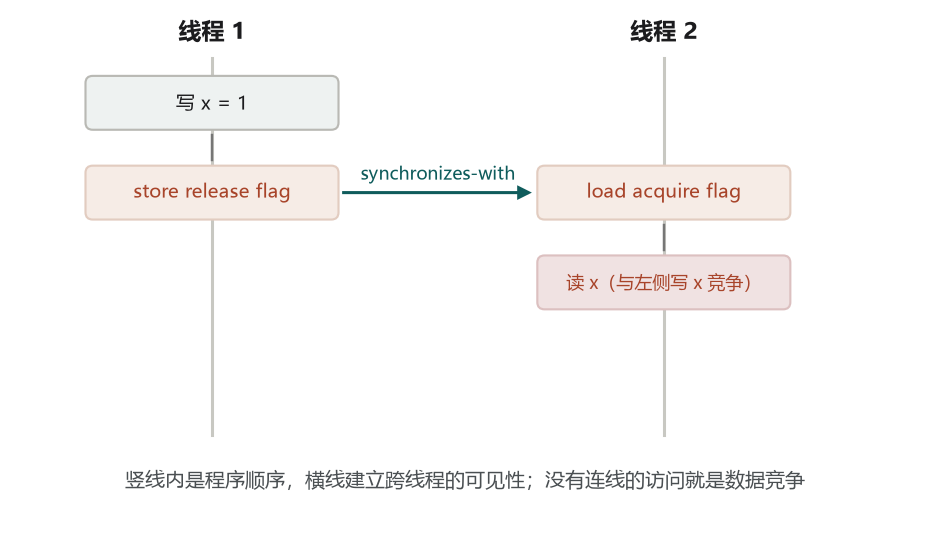 线程 1
线程 2
写 x = 1
store release flag
synchronizes-with
load acquire flag
读 x（与左侧写 x 竞争）
竖线内是程序顺序，横线建立跨线程的可见性；没有连线的访问就是数据竞争